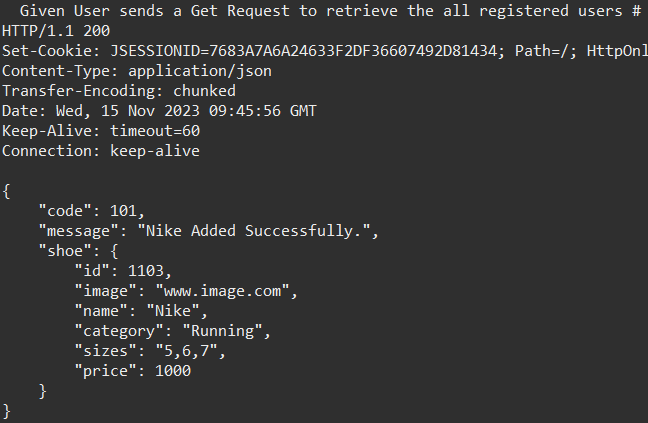 Given User sends a Get Request to retrieve the all registered users #
HTTP/1.1 200
Set-Cookie: JSESSIONID=7683A7A6A24633F2DF36607492D81434; Path=/; HttpOnl
Content-Type: application/json
Transfer-Encoding: chunked
Date: Wed, 15 Nov 2023 09:45:56 GMT
Keep-Alive: timeout=60
Connection: keep-alive
{
"code": 101,
"message": "Nike Added Successfully.",
"shoe": {
"id": 1103,
"image": "www.image.com",
"name": "Nike",
"category": "Running",
"sizes": "5,6,7",
"price": 1000
}
}